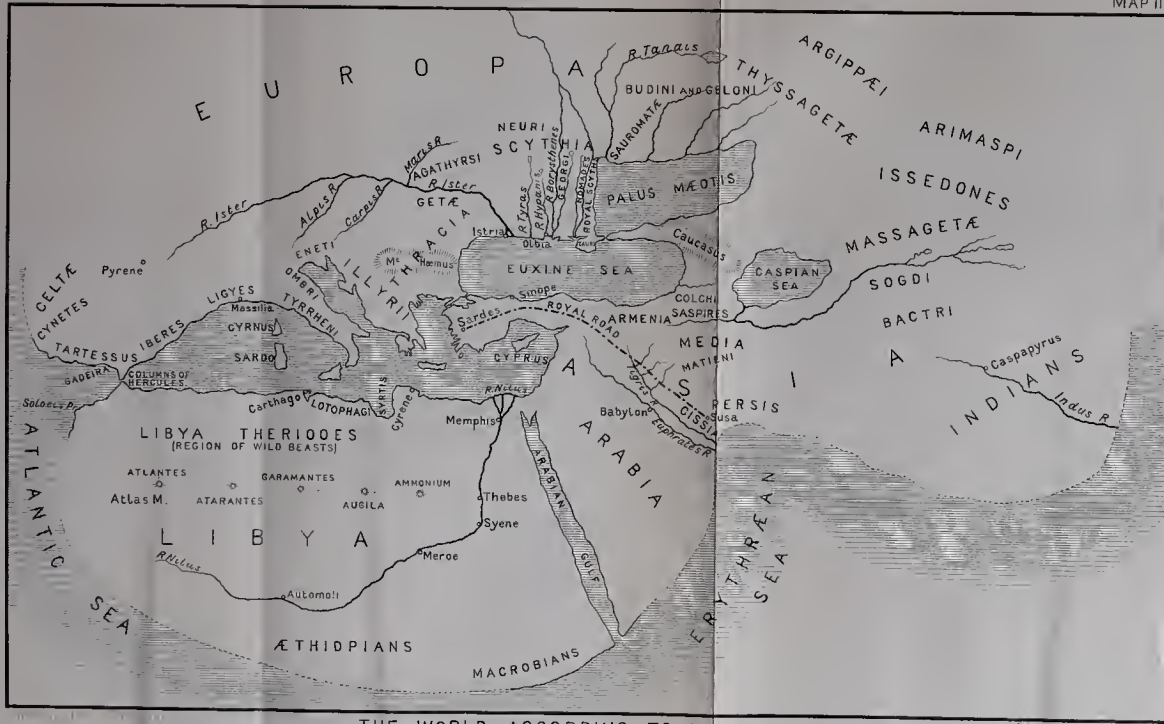 MAP II
EUROPA
R. Tanais
ARGIPPÆI
THYSSAGETÆ
BUDINI AND GELONI
SAUROMATÆ
ARIMASPI
NEURI
SCYTHIA
Maris R
AGATHYRSI
R. Ister
R. Ister
Alpis R
Carpis R
GETÆ
R. Tyras
R. Hypanis
R. Borysthenes
GEORGI
NOMADES
ROYAL SCYTHS
PALUS MÆOTIS
ISSEDONES
MASSAGETÆ
Istria
Olbia
TAURI
Caucasus
CASPIAN
SEA
SOGDI
BACTRI
ENETI
OMBRI
ILLYRII
THRACIA
Mt Hæmus
EUXINE SEA
Sinope
COLCHI
SASPIRES
ARMENIA
MEDIA
MATIENI
Pyrene
CELTÆ
CYNETES
LIGYES
Massilia
IBERES
TYRRHENI
CYRNUS
SARDO
TARTESSUS
GADEIRA
COLUMNS OF
HERCULES.
Sardes
ROYAL ROAD
CYPRUS
ASIA
Caspapyrus
Indus R
INDIANS
PERSIS
Susa
CISSIA
Tigris R
Babylon
Euphrates R
Carthago
LOTOPHAGI
SYRTIS
Cyrene
R. Nilus
Memphis
ARABIA
ARABIAN
GULF
LIBYA THERIODES
(REGION OF WILD BEASTS)
ATLANTES
Atlas M.
ATARANTES
GARAMANTES
AUGILA
AMMONIUM
Thebes
Syene
LIBYA
Meroe
R. Nilus
Automoli
ATLANTIC
SEA
ÆTHIOPIANS
MACROBIANS
ERYTHRÆAN
SEA
THE WORLD ACCORDING TO